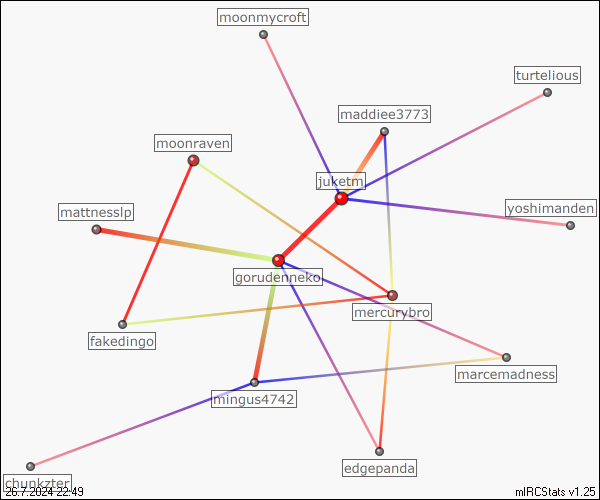 moonmycroft
turtelious
maddiee3773
moonraven
juketm
mattnesslp
yoshimanden
gorudenneko
mercurybro
fakedingo
marcemadness
mingus4742
edgepanda
chunkzter
26.7.2024 22:49
mIRCStats v1.25